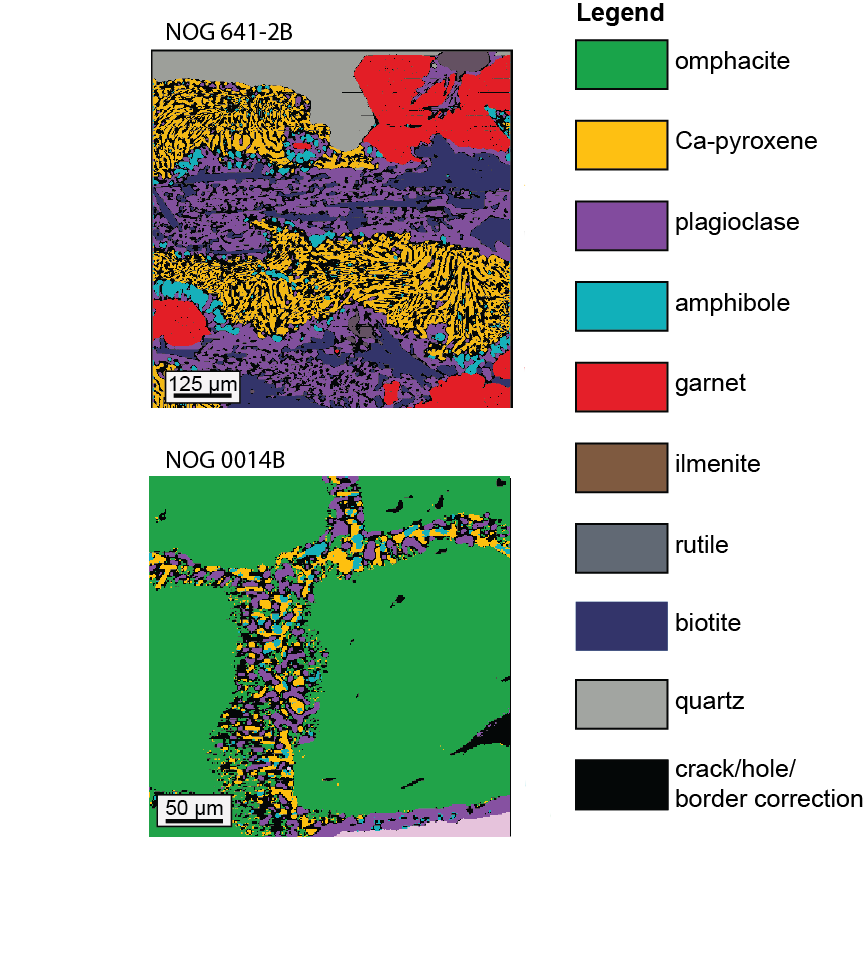 NOG 641-2B
125 µm
NOG 0014B
50 µm
Legend
omphacite
Ca-pyroxene
plagioclase
amphibole
garnet
ilmenite
rutile
biotite
quartz
crack/hole/
border correction